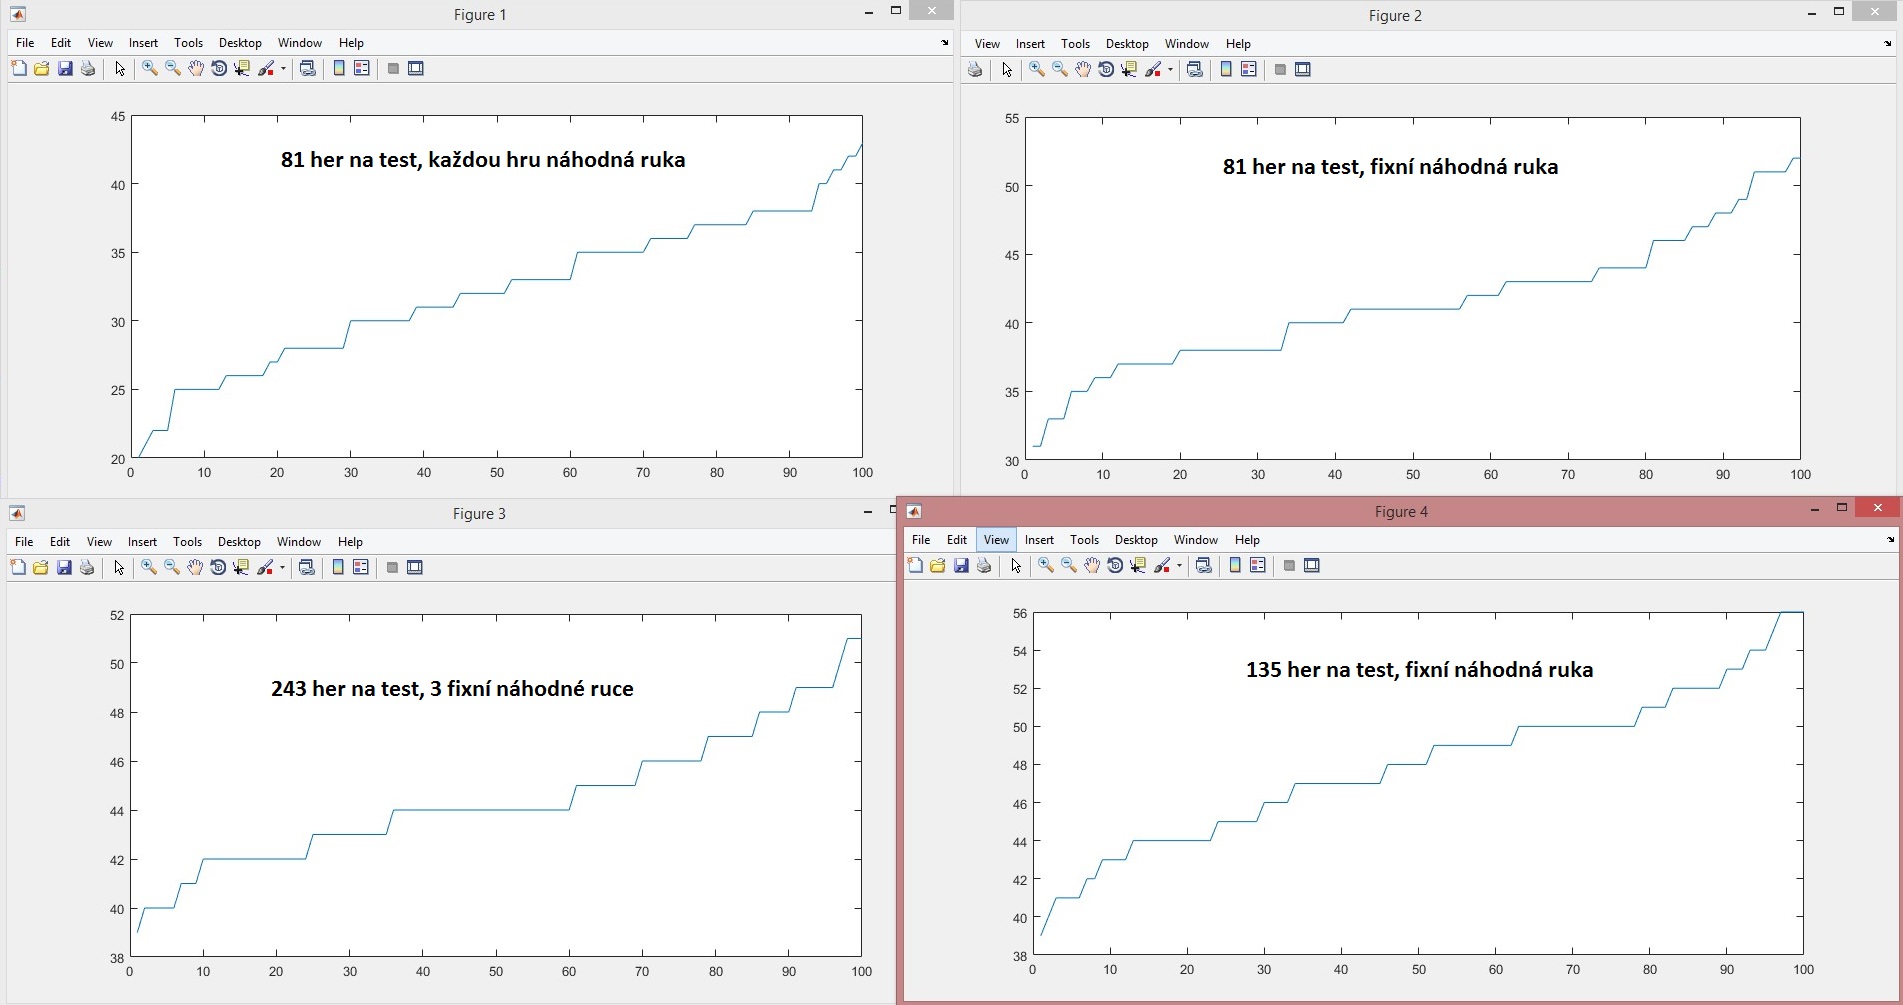 Figure 1
File Edit View Insert Tools Desktop Window Help
81 her na test, každou hru náhodná ruka
45
40
35
30
25
20
0 10 20 30 40 50 60 70 80 90 100
Figure 2
View Insert Tools Desktop Window Help
81 her na test, fixní náhodná ruka
55
50
45
40
35
30
0 10 20 30 40 50 60 70 80 90 100
Figure 3
File Edit View Insert Tools Desktop Window Help
243 her na test, 3 fixní náhodné ruce
52
50
48
46
44
42
40
38
0 10 20 30 40 50 60 70 80 90 100
Figure 4
File Edit View Insert Tools Desktop Window Help
135 her na test, fixní náhodná ruka
56
54
52
50
48
46
44
42
40
38
0 10 20 30 40 50 60 70 80 90 100